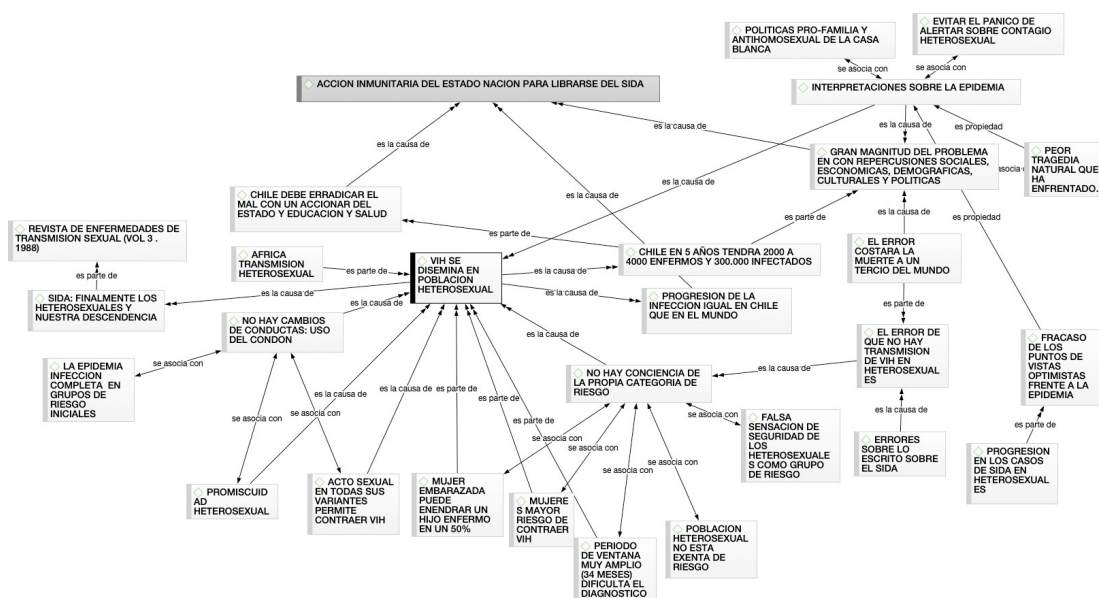 POLITICAS PRO-FAMILIA Y
ANTIHOMOSEXUAL DE LA CASA
BLANCA
EVITAR EL PANICO DE
ALERTAR SOBRE CONTAGIO
HETEROSEXUAL
se asocia con
se asocia con
ACCION INMUNITARIA DEL ESTADO NACION PARA LIBRARSE DEL SIDA
INTERPRETACIONES SOBRE LA EPIDEMIA
es la causa de
es la causa de
es la causa de
es propiedad
GRAN MAGNITUD DEL PROBLEMA
EN CON REPERCUSIONES SOCIALES,
ESCONOMICAS, DEMOGRAFICAS,
CULTURALES Y POLITICAS
asocia
PEOR
TRAGEDIA
NATURAL QUE
HA
ENFRENTADO.
es la causa de
es la causa de
CHILE DEBE ERRADICAR EL
MAL CON UN ACCIONAR DEL
ESTADO Y EDUCACION Y SALUD
es parte de
es parte de
es la causa de
es propiedad
REVISTA DE ENFERMEDADES DE
TRANSMISION SEXUAL (VOL 3 .
1988)
AFRICA
TRANSMISION
HETEROSEXUAL
es parte de
VIH SE
DISEMINA EN
POBLACION
HETEROSEXUAL
es la causa de
CHILE EN 5 AÑOS TENDRA 2000 A
4000 ENFERMOS Y 300.000 INFECTADOS
EL ERROR
COSTARA LA
MUERTE A UN
TERCIO DEL MUNDO
es parte de
es la causa de
es la causa de
SIDA: FINALMENTE LOS
HETEROSEXUALES Y
NUESTRA DESCENDENCIA
es la causa de
PROGRESION DE LA
INFECCION IGUAL EN CHILE
QUE EN EL MUNDO
es parte de
NO HAY CAMBIOS
DE CONDUCTAS: USO
DEL CONDON
es la causa de
EL ERROR DE
QUE NO HAY
TRANSMISION
DE VIH EN
HETEROSEXUAL
ES
FRACASO
DE LOS
PUNTOS DE
VISTAS
OPTIMISTAS
FRENTE A LA
EPIDEMIA
LA EPIDEMIA
INFECCION
COMPLETA EN
GRUPOS DE
RIESGO
INICIALES
se asocia con
NO HAY CONCIENCIA DE
LA PROPIA CATEGORIA DE
RIESGO
es la causa de
es la causa de
es la causa de
es parte de
es parte de
es la causa de
se asocia con
se asocia con
es parte de
se asocia con
se asocia con
se asocia con
se asocia con
FALSA
SENSACION DE
SEGURIDAD DE
LOS
HETEROSEXUALE
S COMO GRUPO
DE RIESGO
ERRORES
SOBRE LO
ESCRITO SOBRE
EL SIDA
es parte de
PROGRESION
EN LOS CASOS
DE SIDA EN
HETEROSEXUAL
ES
PROMISCUID
AD
HETEROSEXUAL
ACTO SEXUAL
EN TODAS SUS
VARIANTES
PERMITE
CONTRAER VIH
MUJER
EMBARAZADA
PUEDE
ENENDRAR UN
HIJO ENFERMO
EN UN 50%
MUJERE
S MAYOR
RIESGO DE
CONTRAER
VIH
PERIODO
DE VENTANA
MUY AMPLIO
(34 MESES)
DIFICULTA EL
DIAGNOSTICO
POBLACION
HETEROSEXUAL
NO ESTA
EXENTA DE
RIESGO